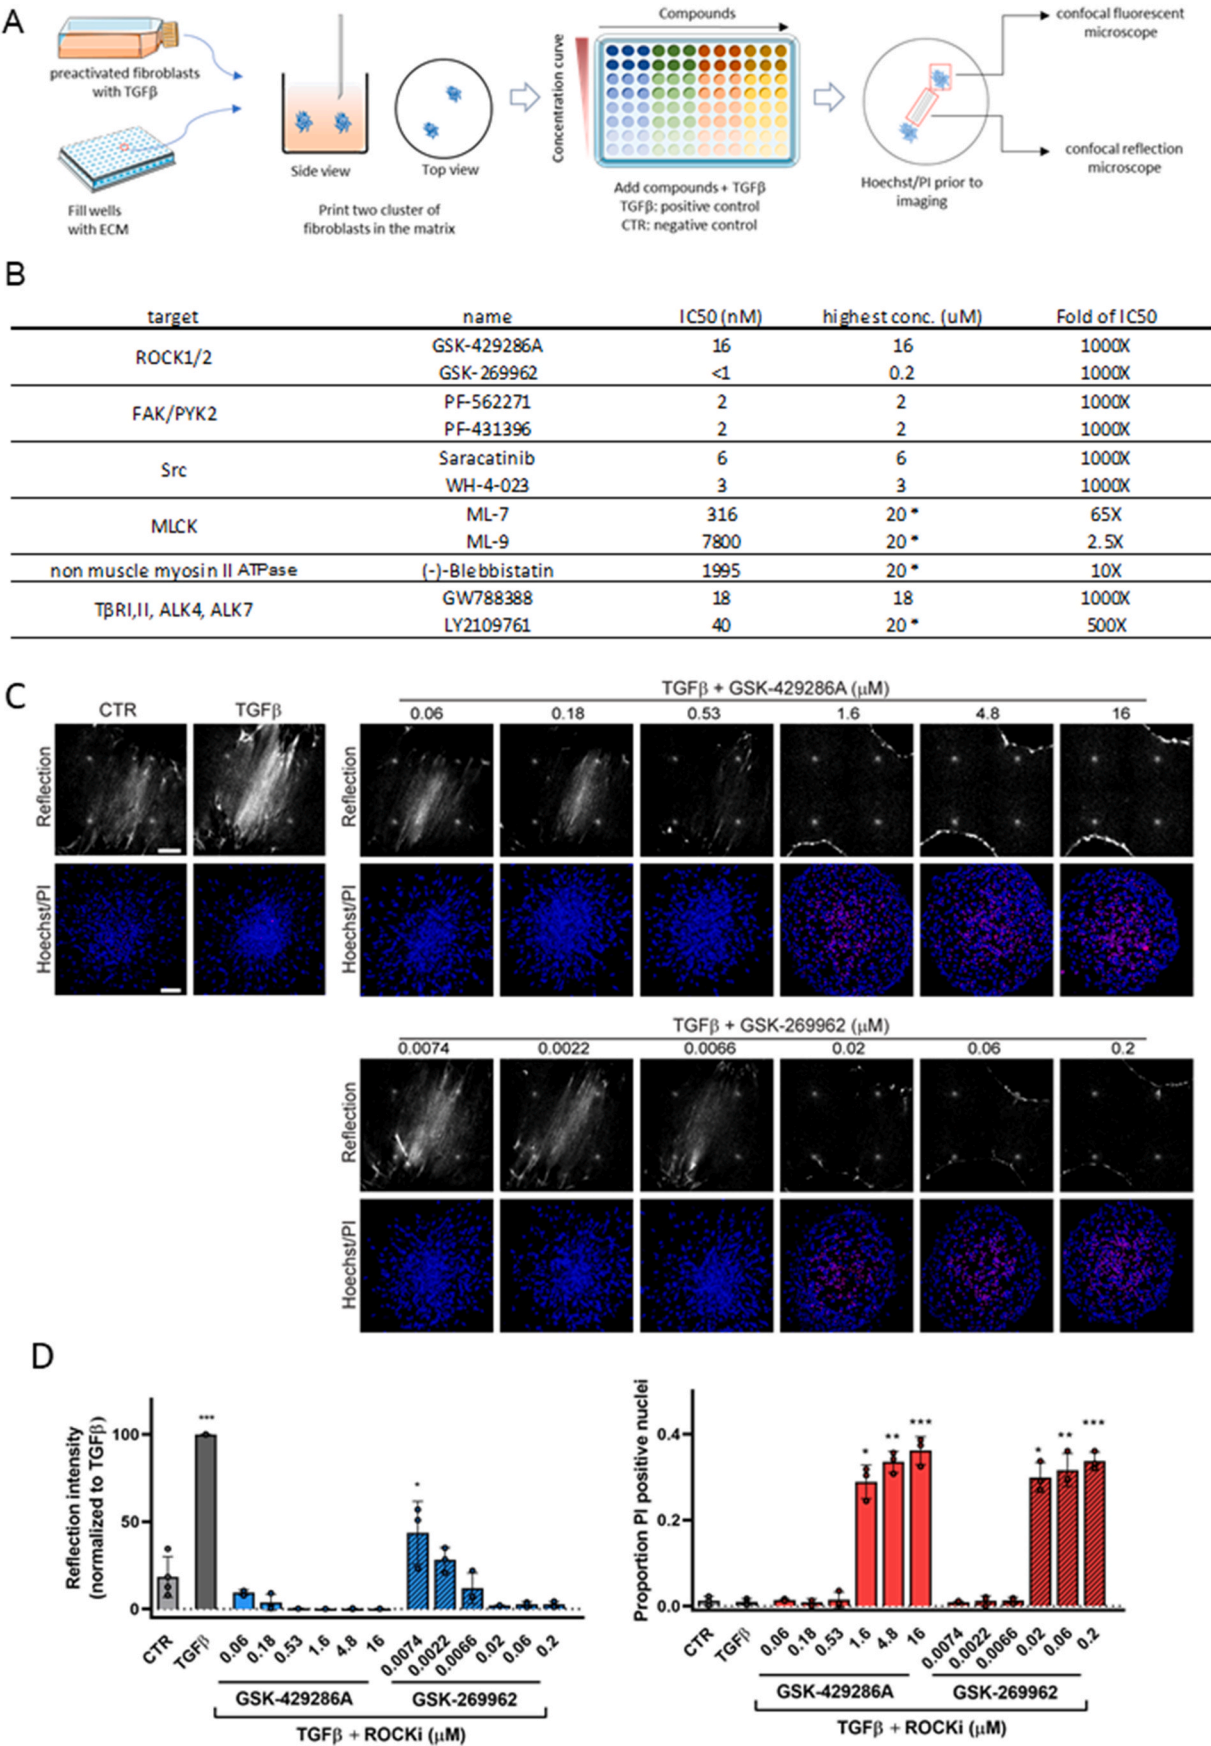 A
preactivated fibroblasts
with TGFβ
Fill wells
with ECM
Side view
Top view
Print two cluster of
fibroblasts in the matrix
Compounds
Concentration curve
Add compounds + TGFβ
TGFβ: positive control
CTR: negative control
confocal fluorescent
microscope
confocal reflection
microscope
Hoechst/PI prior to
imaging
B
target name IC50 (nM) highest conc. (uM) Fold of IC50
ROCK1/2
GSK-429286A 16 16 1000X
GSK-269962 <1 0.2 1000X
FAK/PYK2
PF-562271 2 2 1000X
PF-431396 2 2 1000X
Src
Saracatinib 6 6 1000X
WH-4-023 3 3 1000X
MLCK
ML-7 316 20 * 65X
ML-9 7800 20 * 2.5X
non muscle myosin II ATPase (-)-Blebbistatin 1995 20 * 10X
TβRI,II, ALK4, ALK7
GW788388 18 18 1000X
LY2109761 40 20 * 500X
C
CTR TGFβ
TGFβ + GSK-429286A (μM)
0.06 0.18 0.53 1.6 4.8 16
Reflection
Reflection
Hoechst/PI
Hoechst/PI
TGFβ + GSK-269962 (μM)
0.0074 0.0022 0.0066 0.02 0.06 0.2
Reflection
Hoechst/PI
D
Reflection intensity
(normalized to TGFβ)
100
50
0
***
*
CTR TGFβ 0.06 0.18 0.53 1.6 4.8 16 0.0074 0.0022 0.0066 0.02 0.06 0.2
GSK-429286A GSK-269962
TGFβ + ROCKi (μM)
Proportion PI positive nuclei
0.4
0.2
0.0
* ** *** * ** ***
CTR TGFβ 0.06 0.18 0.53 1.6 4.8 16 0.0074 0.0022 0.0066 0.02 0.06 0.2
GSK-429286A GSK-269962
TGFβ + ROCKi (μM)